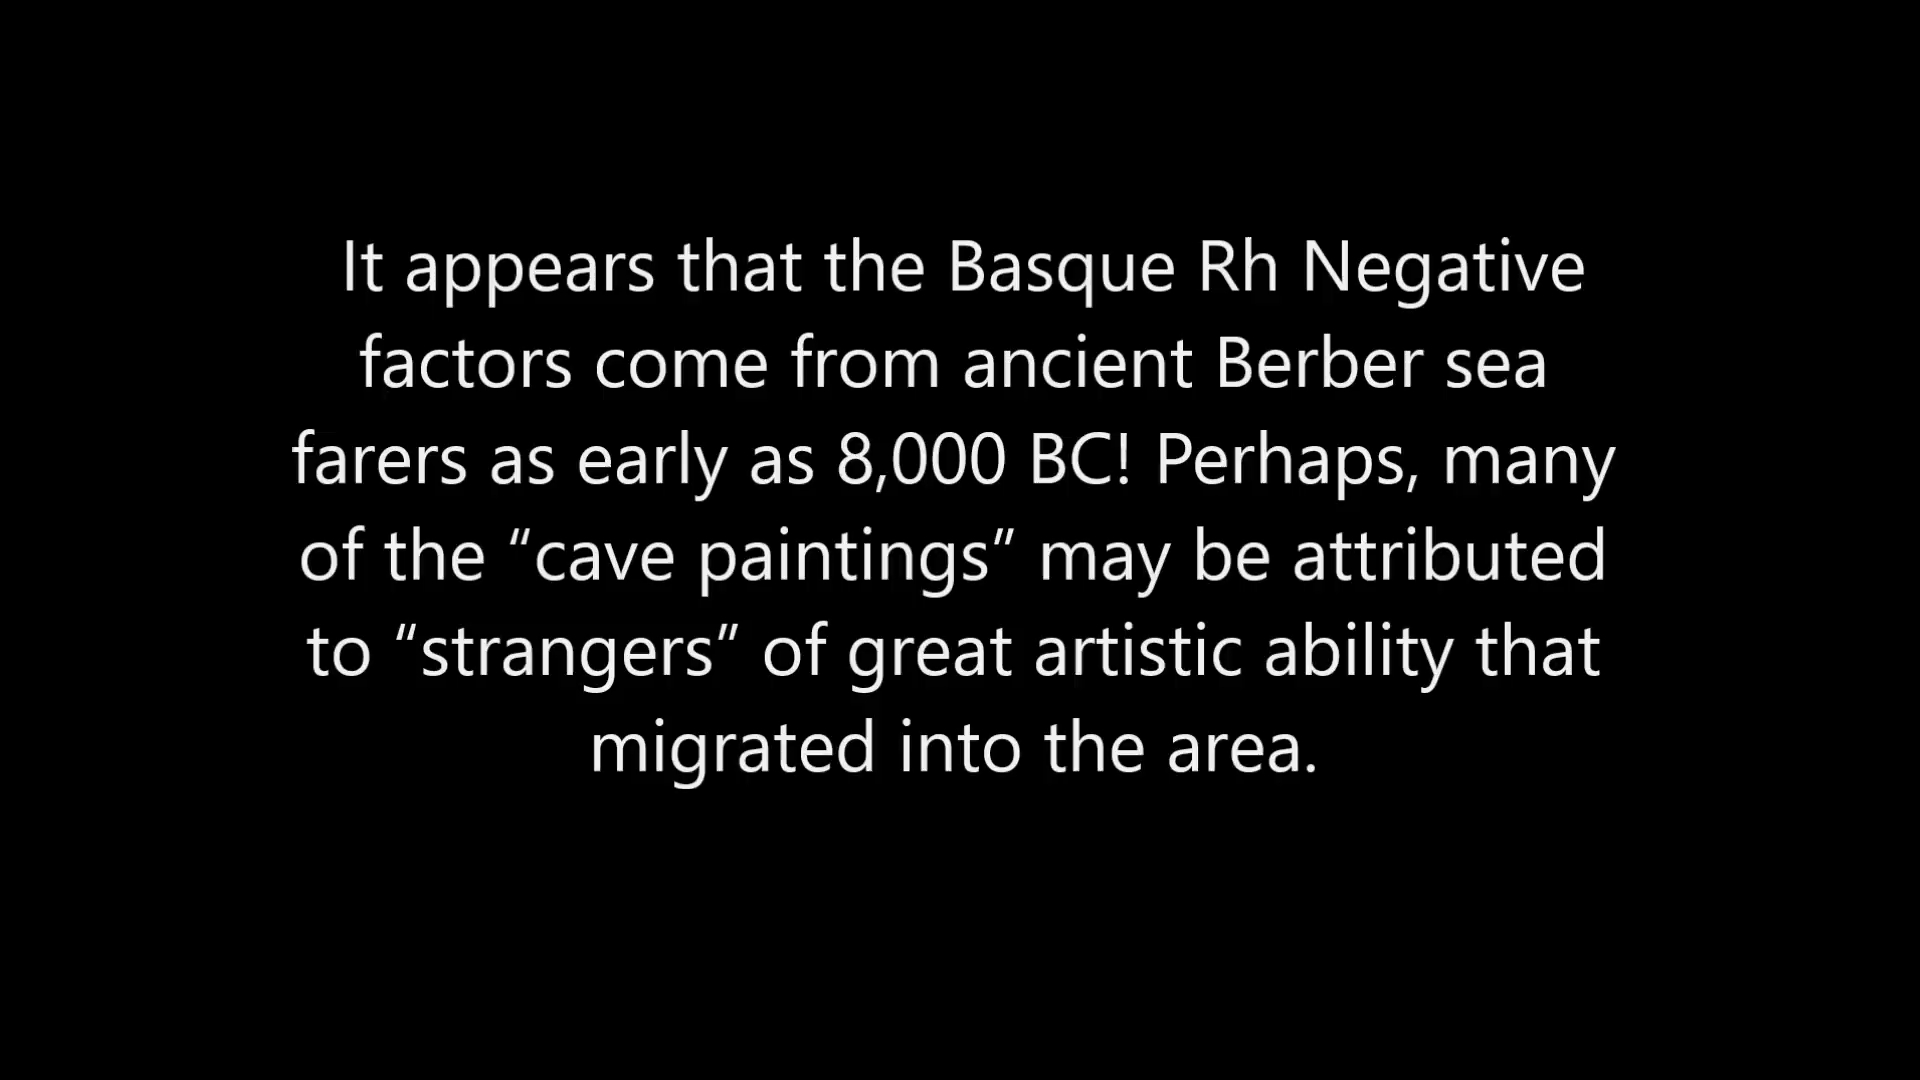 It appears that the Basque Rh Negative
factors come from ancient Berber sea
farers as early as 8,000 BC! Perhaps, many
of the “cave paintings” may be attributed
to “strangers” of great artistic ability that
migrated into the area.